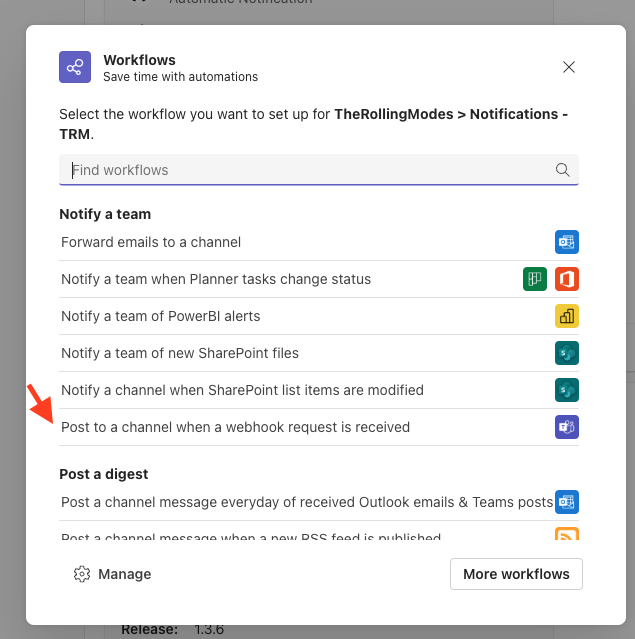 Automatic Notification
Workflows
Save time with automations
Select the workflow you want to set up for TheRollingModes > Notifications -
TRM.
Find workflows
Notify a team
Forward emails to a channel
Notify a team when Planner tasks change status
Notify a team of PowerBI alerts
Notify a team of new SharePoint files
Notify a channel when SharePoint list items are modified
Post to a channel when a webhook request is received
Post a digest
Post a channel message everyday of received Outlook emails & Teams posts
Post a channel message when a new RSS feed is published
Manage
More workflows
Release: 1.3.6